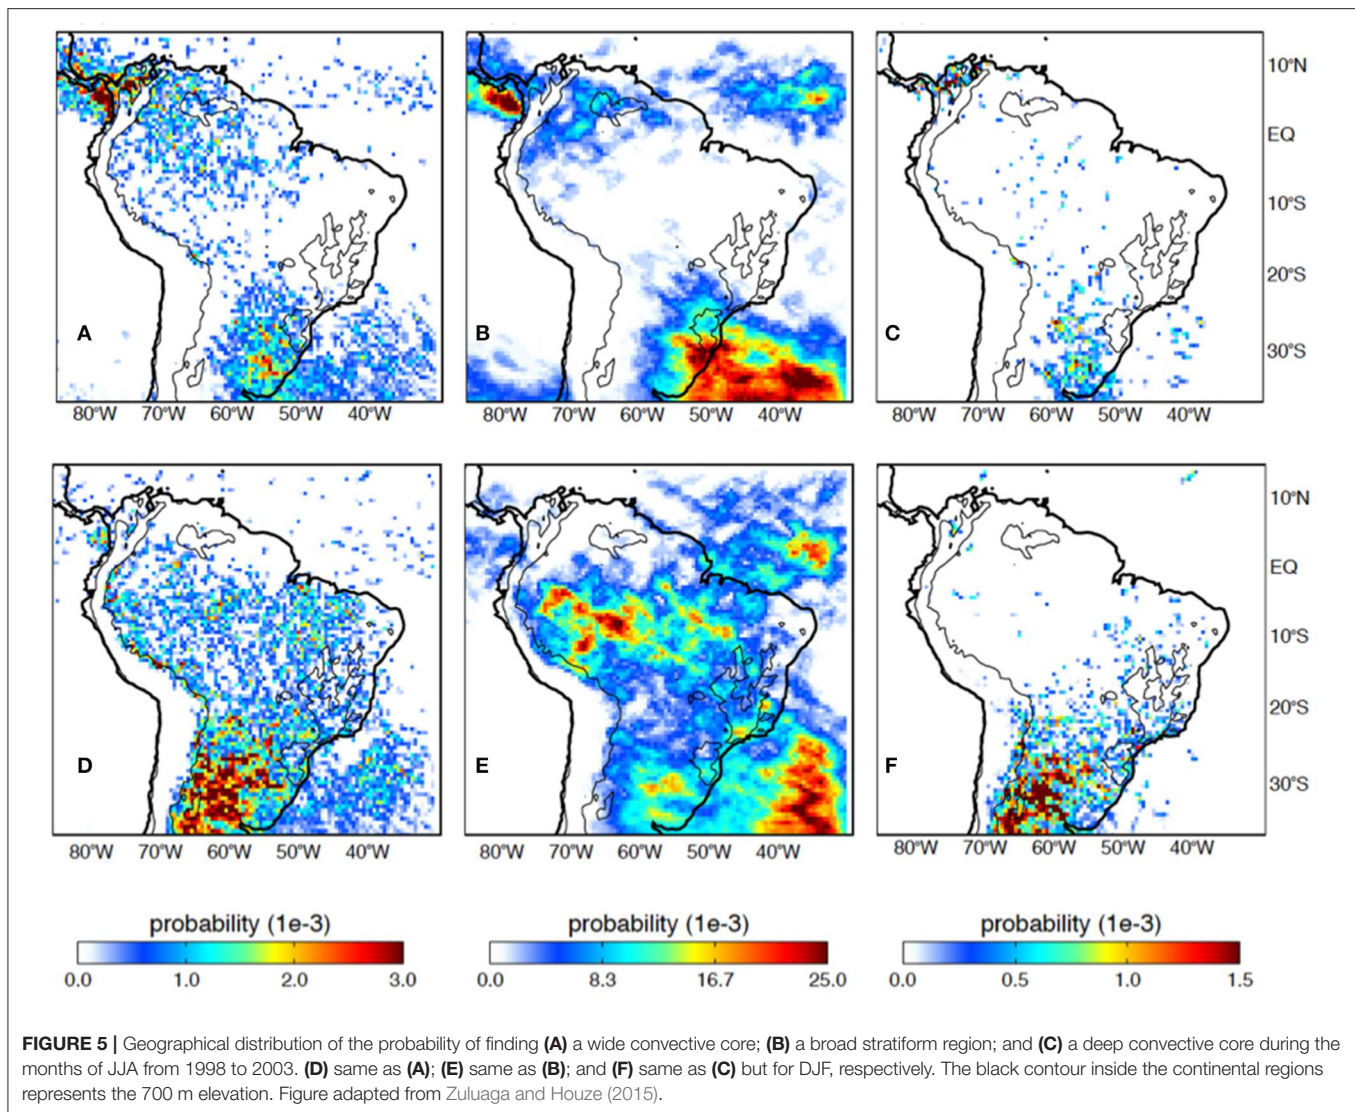 A
B
C
10°N
EQ
10°S
20°S
30°S
80°W 70°W 60°W 50°W 40°W
80°W 70°W 60°W 50°W 40°W
80°W 70°W 60°W 50°W 40°W
D
E
F
10°N
EQ
10°S
20°S
30°S
80°W 70°W 60°W 50°W 40°W
80°W 70°W 60°W 50°W 40°W
80°W 70°W 60°W 50°W 40°W
probability (1e-3)
0.0 1.0 2.0 3.0
probability (1e-3)
0.0 8.3 16.7 25.0
probability (1e-3)
0.0 0.5 1.0 1.5
FIGURE 5 | Geographical distribution of the probability of finding (A) a wide convective core; (B) a broad stratiform region; and (C) a deep convective core during the
months of JJA from 1998 to 2003. (D) same as (A); (E) same as (B); and (F) same as (C) but for DJF, respectively. The black contour inside the continental regions
represents the 700 m elevation. Figure adapted from Zuluaga and Houze (2015).